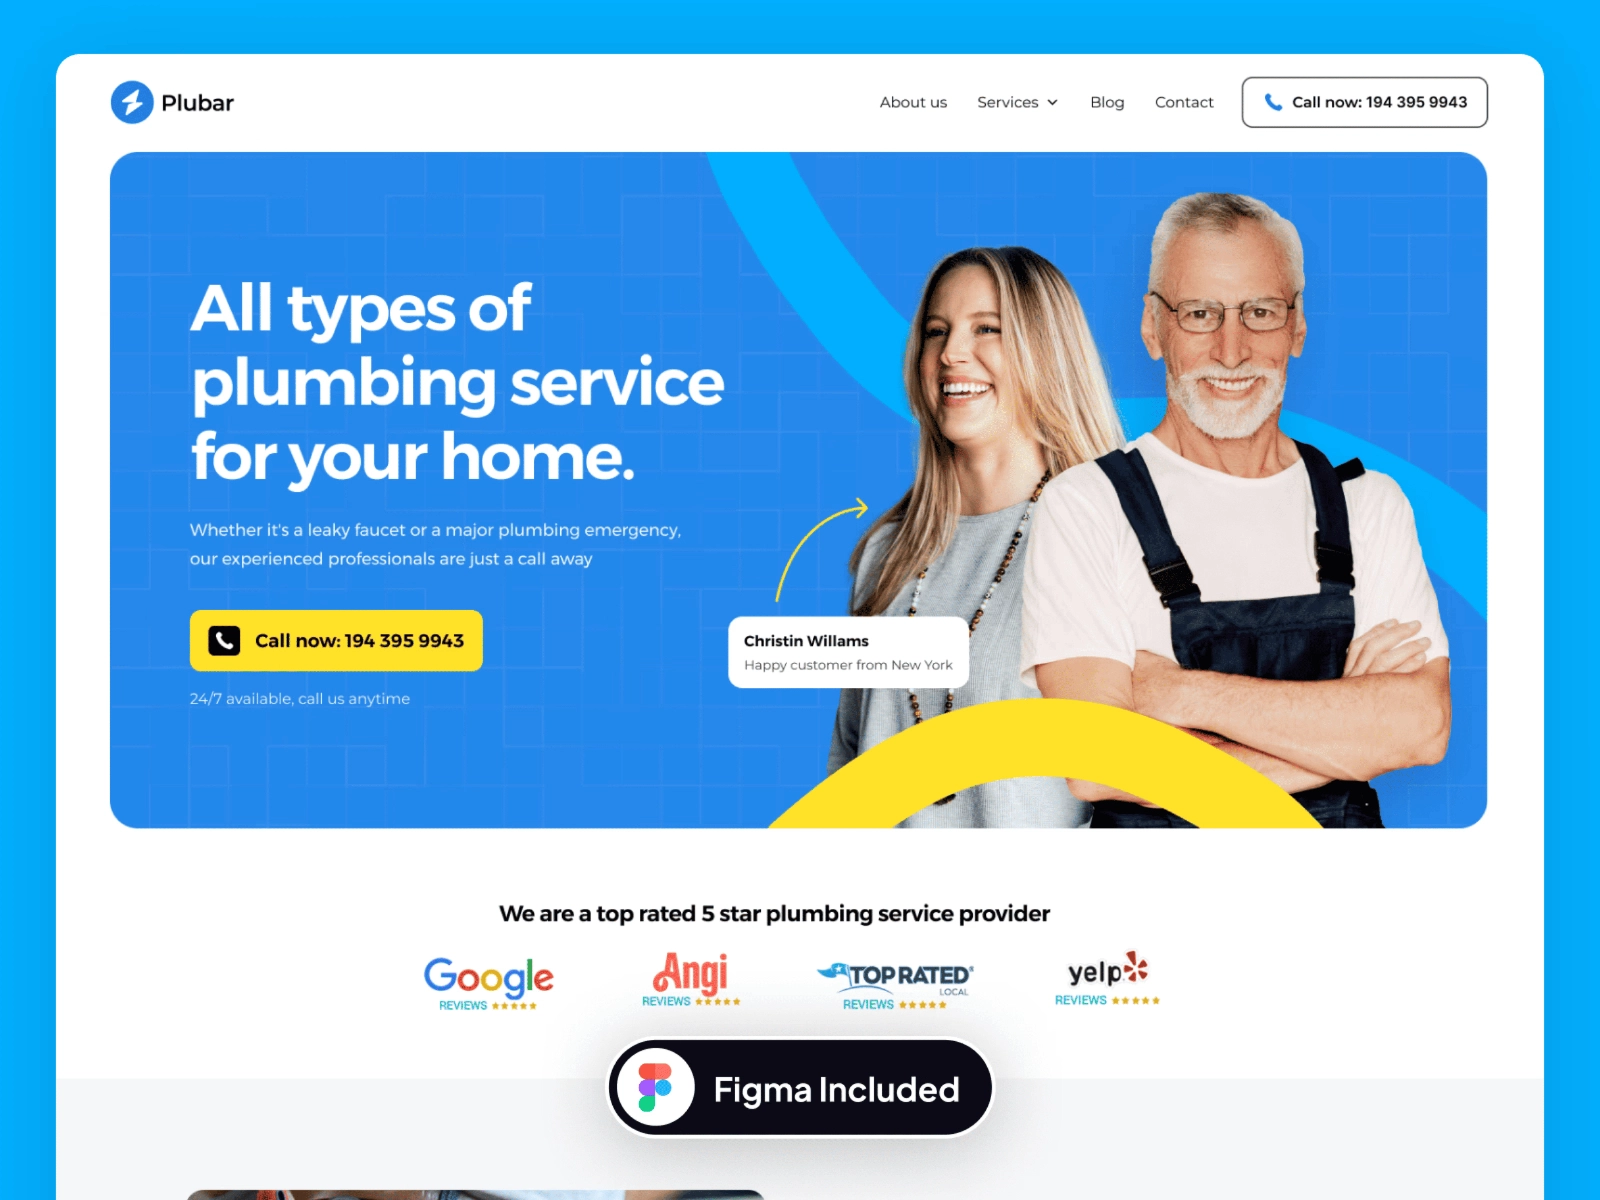 Plubar
About us
Services
Blog
Contact
Call now: 194 395 9943
All types of
plumbing service
for your home.
Whether it's a leaky faucet or a major plumbing emergency,
our experienced professionals are just a call away
Call now: 194 395 9943
24/7 available, call us anytime
Christin Willams
Happy customer from New York
We are a top rated 5 star plumbing service provider
Google
REVIEWS
Angi
REVIEWS
TOP RATED
LOCAL
REVIEWS
yelp
REVIEWS
Figma Included